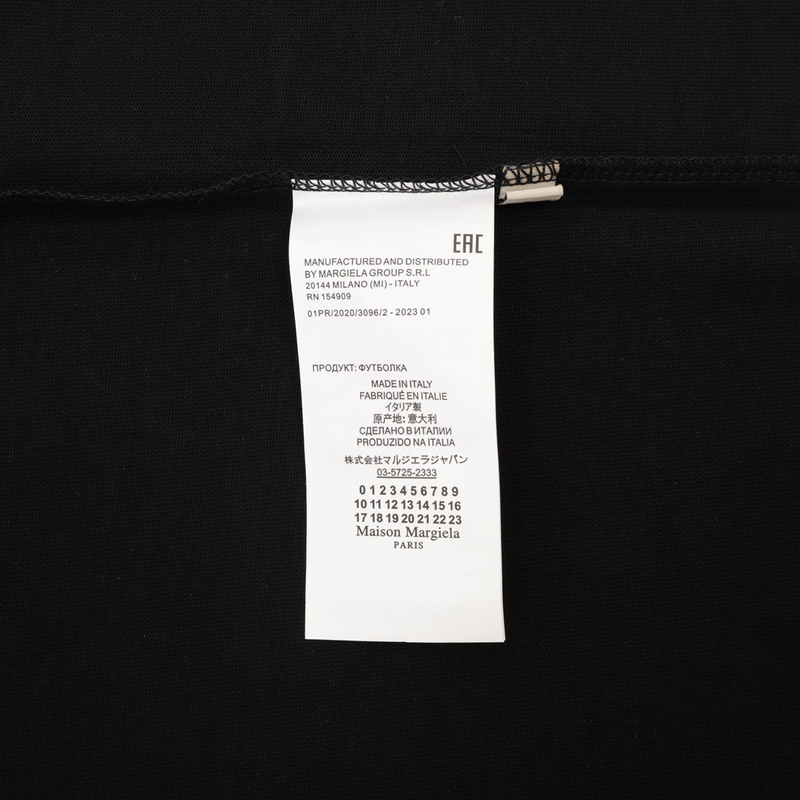 EAC
MANUFACTURED AND DISTRIBUTED
BY MARGIELA GROUP S.R.L
20144 MILANO (MI) - ITALY
RN 154909
01PR/2020/3096/2 - 2023 01
ПРОДУКТ: ФУТБОЛКА
MADE IN ITALY
FABRIQUÉ EN ITALIE
イタリア製
原产地: 意大利
СДЕЛАНО В ИТАЛИИ
PRODUZIDO NA ITALIA
株式会社マルジェラジャパン
03-5725-2333
0 1 2 3 4 5 6 7 8 9
10 11 12 13 14 15 16
17 18 19 20 21 22 23
Maison Margiela
PARIS